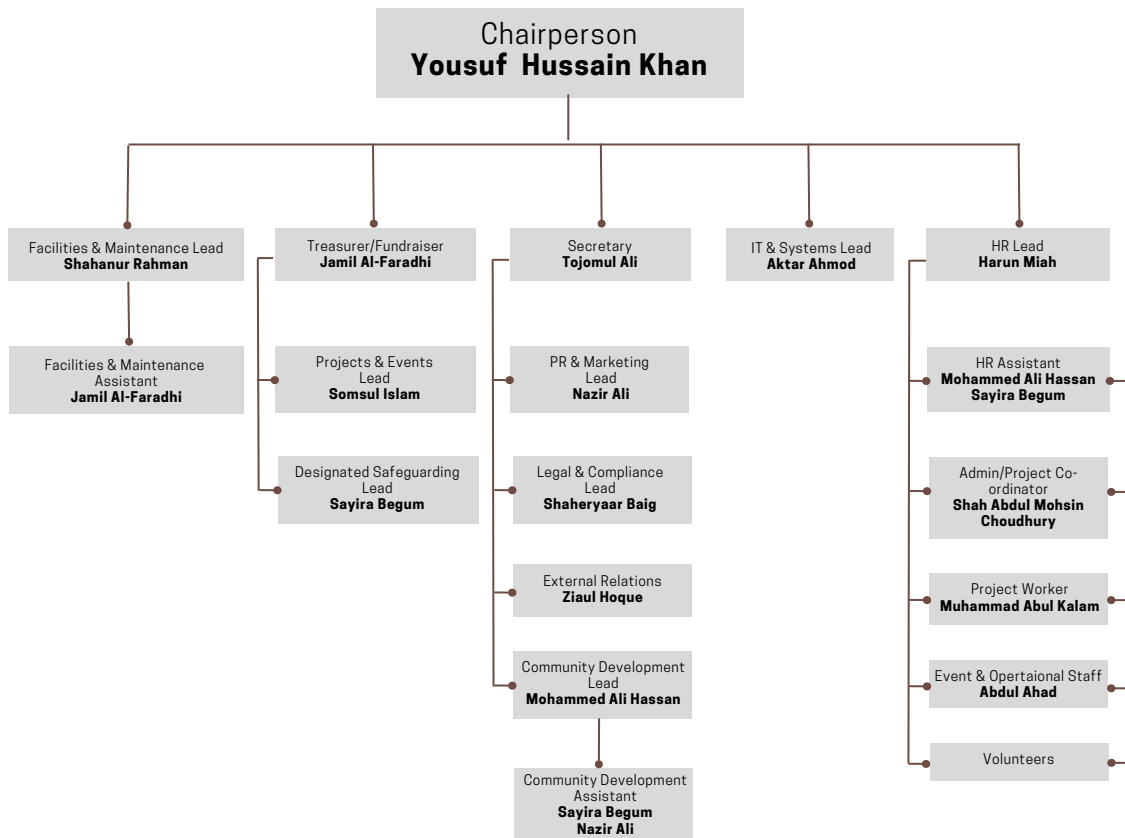 Chairperson
Yousuf Hussain Khan
Facilities & Maintenance Lead
Shahanur Rahman
Treasurer/Fundraiser
Jamil Al-Faradhi
Secretary
Tojomul Ali
IT & Systems Lead
Aktar Ahmod
HR Lead
Harun Miah
Facilities & Maintenance
Assistant
Jamil Al-Faradhi
Projects & Events
Lead
Somsul Islam
PR & Marketing
Lead
Nazir Ali
HR Assistant
Mohammed Ali Hassan
Sayira Begum
Designated Safeguarding
Lead
Sayira Begum
Legal & Compliance
Lead
Shaheryaar Baig
Admin/Project Co-
ordinator
Shah Abdul Mohsin
Choudhury
External Relations
Ziaul Hoque
Project Worker
Muhammad Abul Kalam
Community Development
Lead
Mohammed Ali Hassan
Event & Opertaional Staff
Abdul Ahad
Volunteers
Community Development
Assistant
Sayira Begum
Nazir Ali